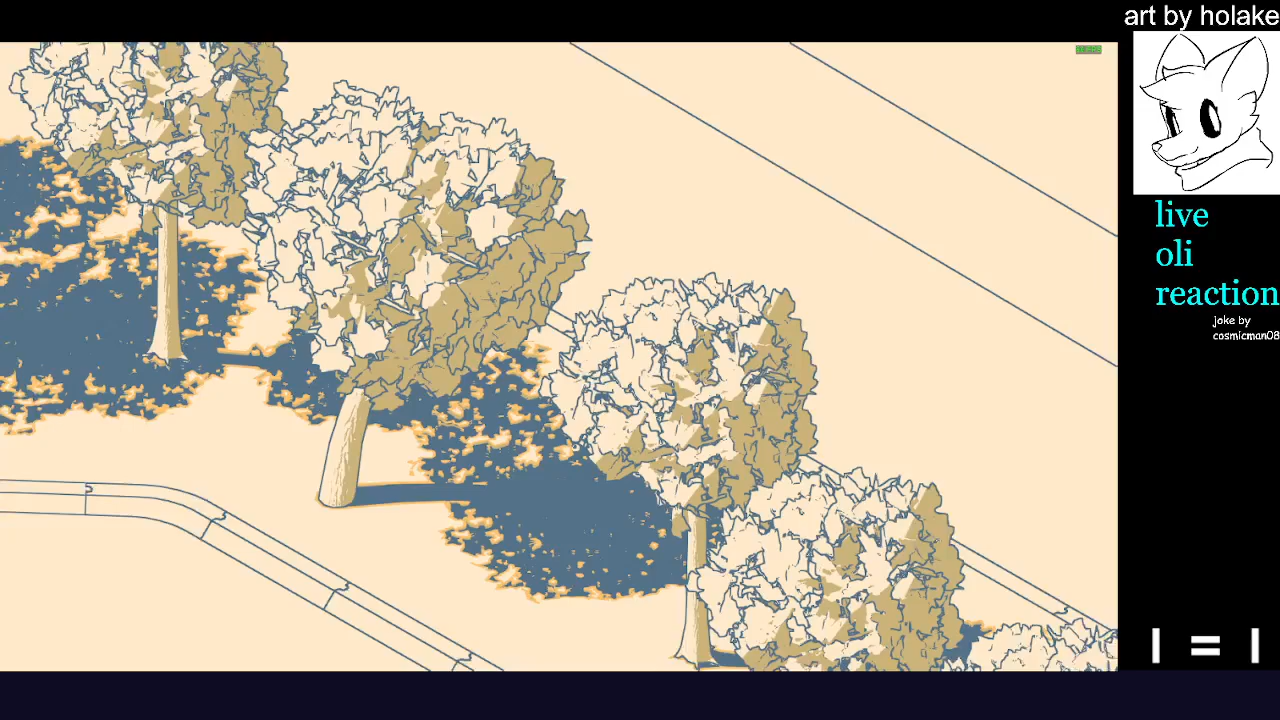 art by holake
live
oli
reaction
joke by
cosmicman08
| = |